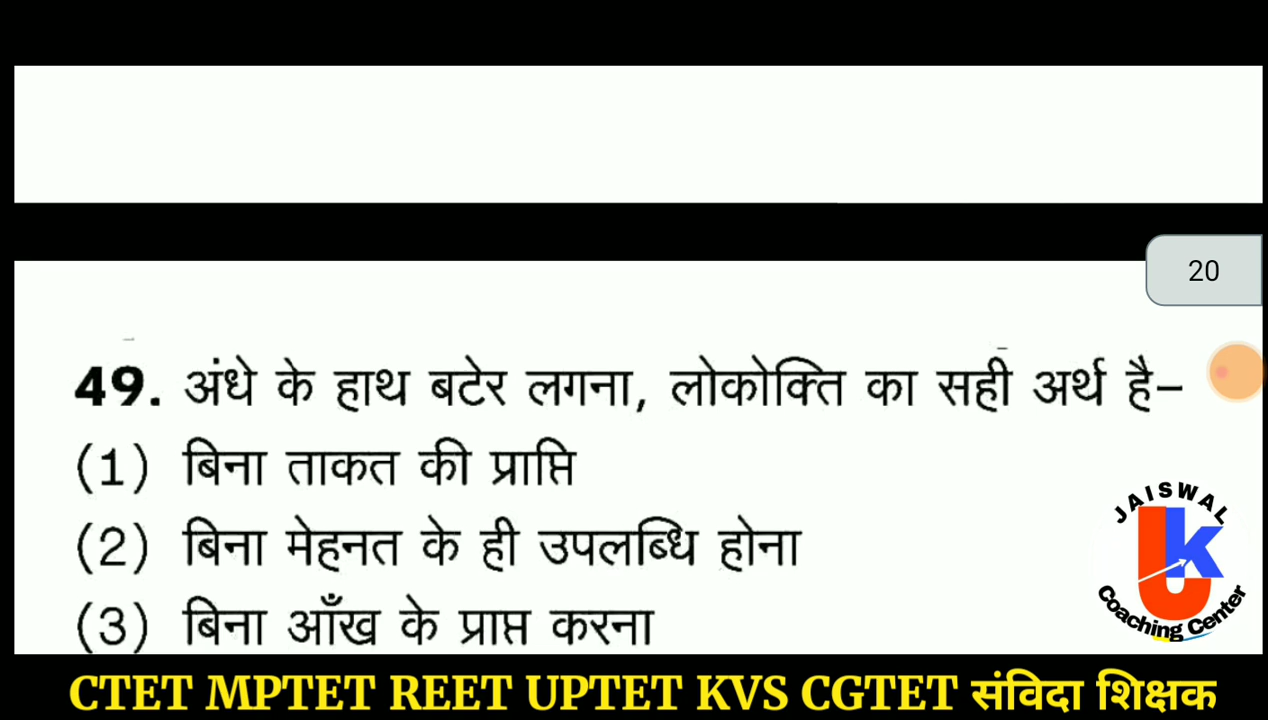 20
49. अंधे के हाथ बटेर लगना, लोकोक्ति का सही अर्थ है–
(1) बिना ताकत की प्राप्ति
(2) बिना मेहनत के ही उपलब्धि होना
(3) बिना आँख के प्राप्त करना
JAISWAL
UK
Coaching Center
CTET MPTET REET UPTET KVS CGTET संविदा शिक्षक